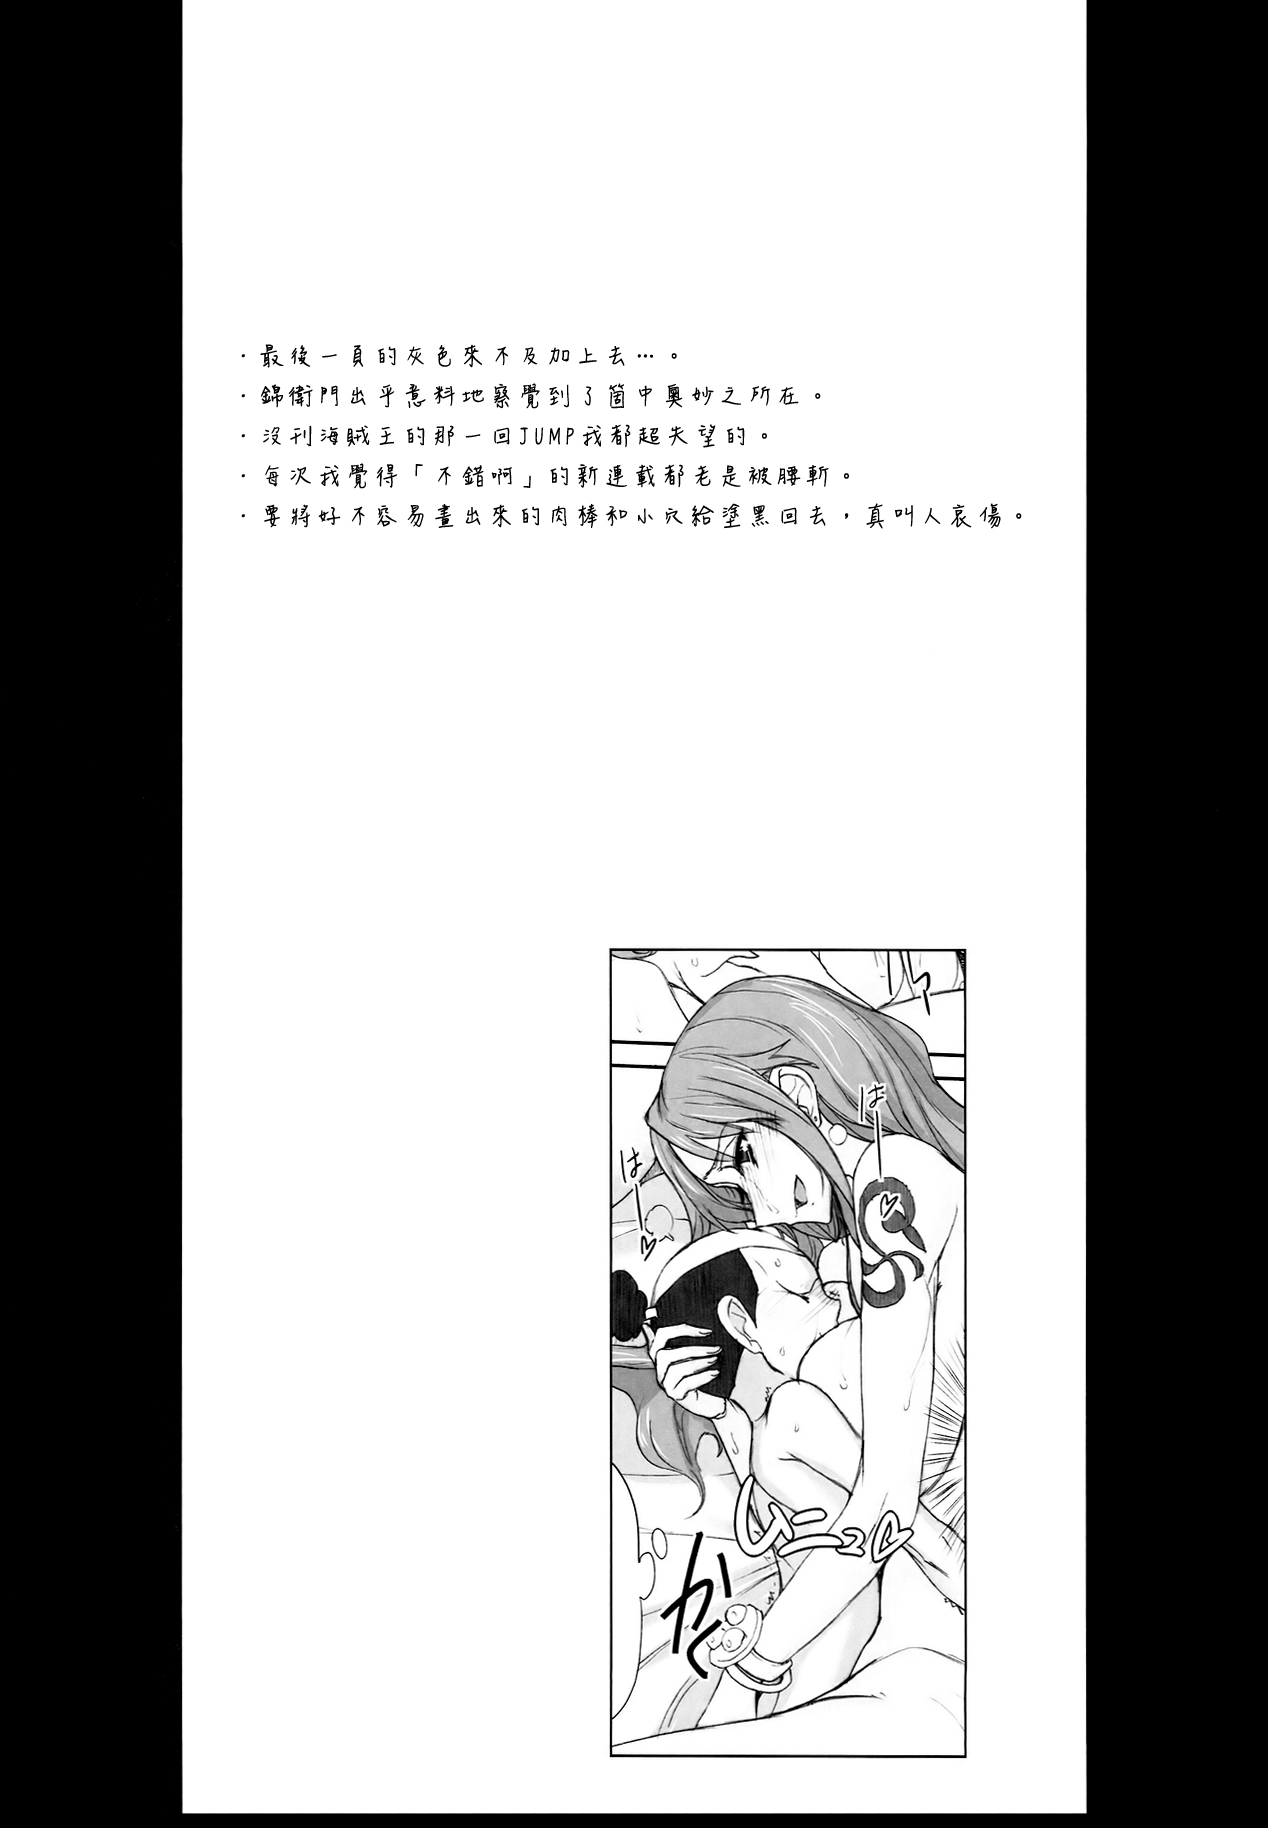 ·最後一頁的灰色來不及加上去…。
·錦衛門出乎意料地察覺到了箇中奧妙之所在。
·沒刊海賊王的那一回JUMP我都超失望的。
·每次我覺得「不錯啊」的新連載都老是被腰斬。
·要將好不容易畫出來的肉棒和小穴給塗黑回去，真叫人哀傷。
はー♡
はー♡
ムニュ2♡
かく